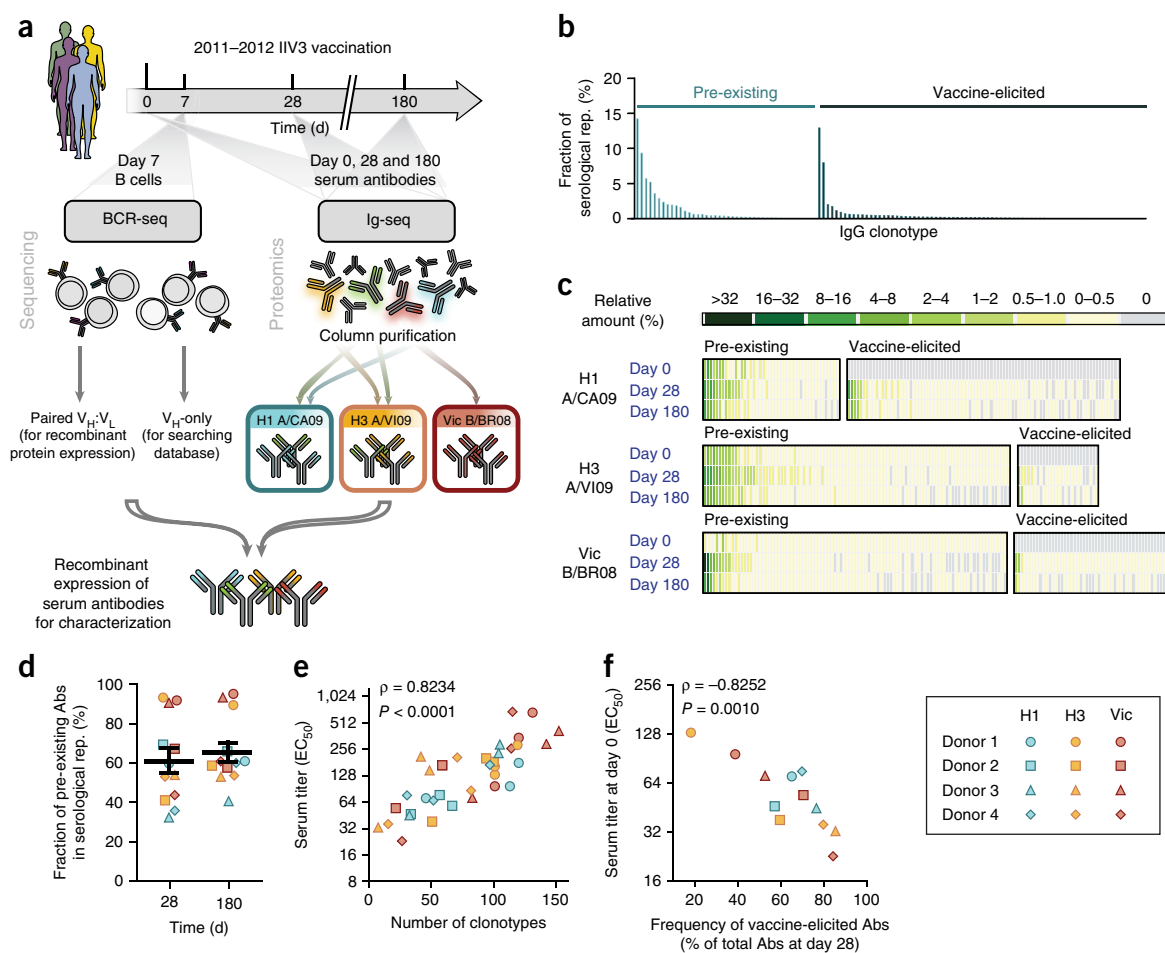 a
2011–2012 IIV3 vaccination
0
7
28
180
Time (d)
Day 7
B cells
Day 0, 28 and 180
serum antibodies
BCR-seq
Ig-seq
Sequencing
Proteomics
Column purification
Paired VH:VL
(for recombinant
protein expression)
VH-only
(for searching
database)
H1 A/CA09
H3 A/VI09
Vic B/BR08
Recombinant
expression of
serum antibodies
for characterization
b
Fraction of
serological rep. (%)
20
15
10
5
0
Pre-existing
Vaccine-elicited
IgG clonotype
c
Relative
amount (%)
>32
16–32
8–16
4–8
2–4
1–2
0.5–1.0
0–0.5
0
Pre-existing
Vaccine-elicited
H1
A/CA09
Day 0
Day 28
Day 180
Pre-existing
Vaccine-elicited
H3
A/VI09
Day 0
Day 28
Day 180
Pre-existing
Vaccine-elicited
Vic
B/BR08
Day 0
Day 28
Day 180
d
Fraction of pre-existing Abs
in serological rep. (%)
100
80
60
40
20
0
28
180
Time (d)
e
ρ = 0.8234
P < 0.0001
Serum titer (EC50)
1,024
512
256
128
64
32
16
8
0
50
100
150
Number of clonotypes
f
ρ = –0.8252
P = 0.0010
Serum titer at day 0 (EC50)
256
128
64
32
16
20
40
60
80
100
Frequency of vaccine-elicited Abs
(% of total Abs at day 28)
H1
H3
Vic
Donor 1
Donor 2
Donor 3
Donor 4